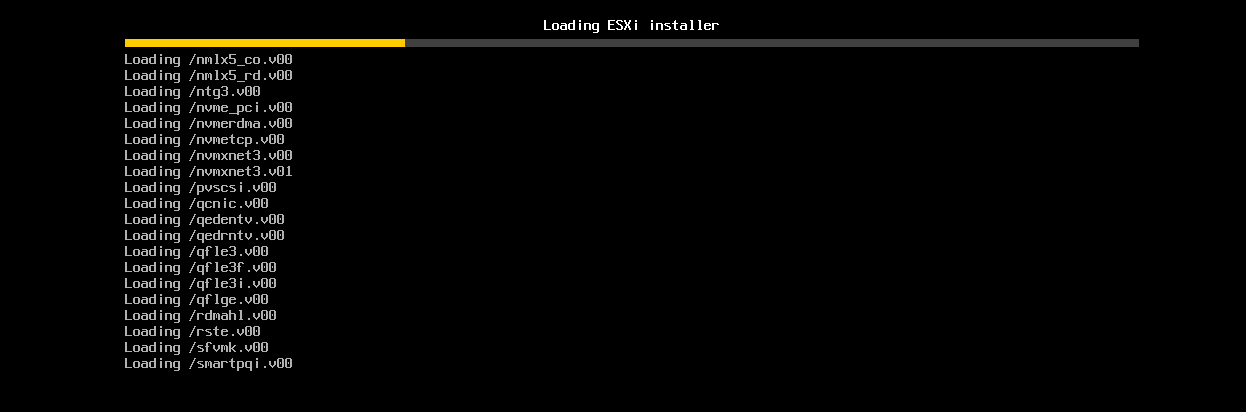 Loading ESXi installer
Loading /nmlx5_co.v00
Loading /nmlx5_rd.v00
Loading /ntg3.v00
Loading /nvme_pci.v00
Loading /nvmerdma.v00
Loading /nvmetcp.v00
Loading /nvmxnet3.v00
Loading /nvmxnet3.v01
Loading /pvscsi.v00
Loading /qcnic.v00
Loading /qedentv.v00
Loading /qedrntv.v00
Loading /qfle3.v00
Loading /qfle3f.v00
Loading /qfle3i.v00
Loading /qflge.v00
Loading /rdmahl.v00
Loading /rste.v00
Loading /sfvmk.v00
Loading /smartpqi.v00